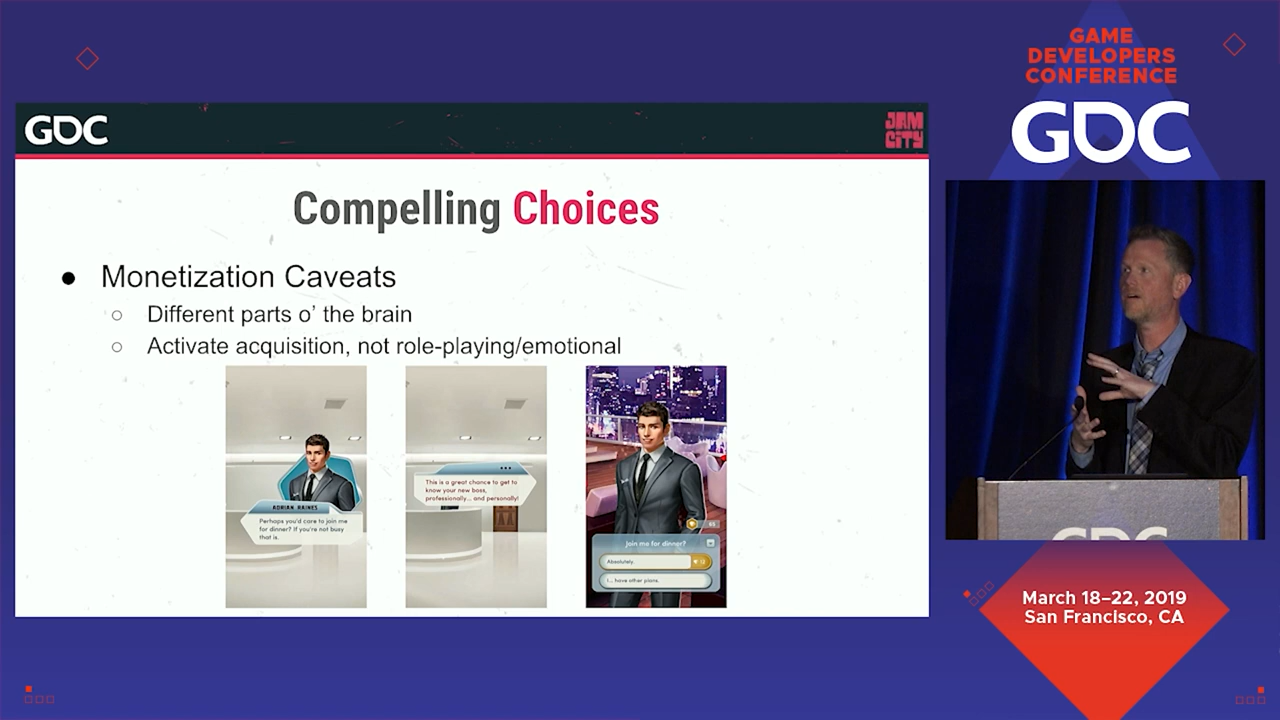 GAME
DEVELOPERS
CONFERENCE
GDC
GDC
JAM
CITY
Compelling Choices
● Monetization Caveats
○ Different parts o’ the brain
○ Activate acquisition, not role-playing/emotional
ADRIAN RAINES
Perhaps you'd care to join me
for dinner? If you're not busy
that is.
This is a great chance to get to
know your new boss,
professionally... and personally!
Join me for dinner?
Absolutely.
I... have other plans.
GDC
March 18–22, 2019
San Francisco, CA